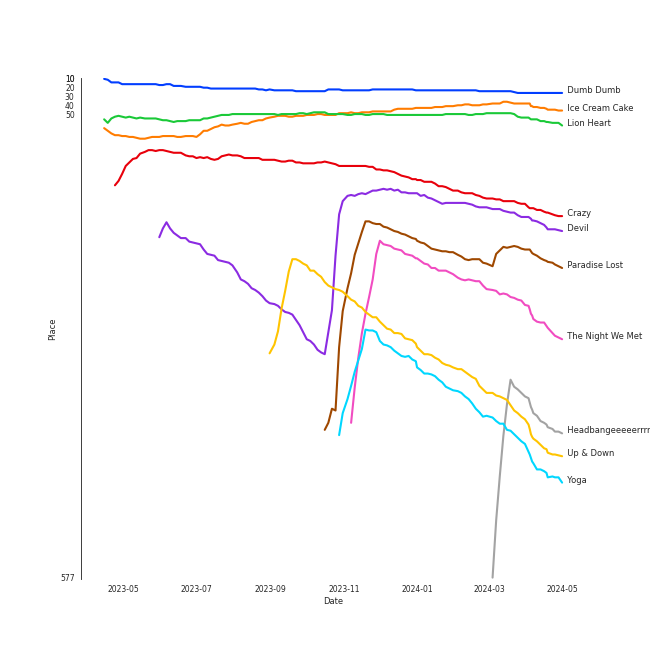 10
10
20
30
40
50
577
Place
Dumb Dumb
Ice Cream Cake
Lion Heart
Crazy
Devil
Paradise Lost
The Night We Met
Headbangeeeeerrrr
Up & Down
Yoga
2023-05
2023-07
2023-09
2023-11
2024-01
2024-03
2024-05
Date